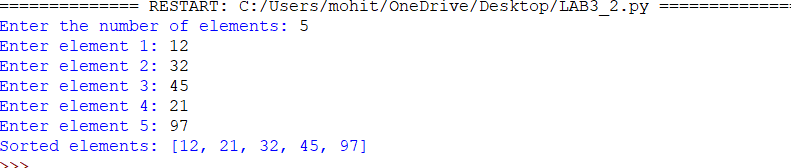 ============== RESTART: C:/Users/mohit/OneDrive/Desktop/LAB3_2.py ==============
Enter the number of elements: 5
Enter element 1: 12
Enter element 2: 32
Enter element 3: 45
Enter element 4: 21
Enter element 5: 97
Sorted elements: [12, 21, 32, 45, 97]
>>>